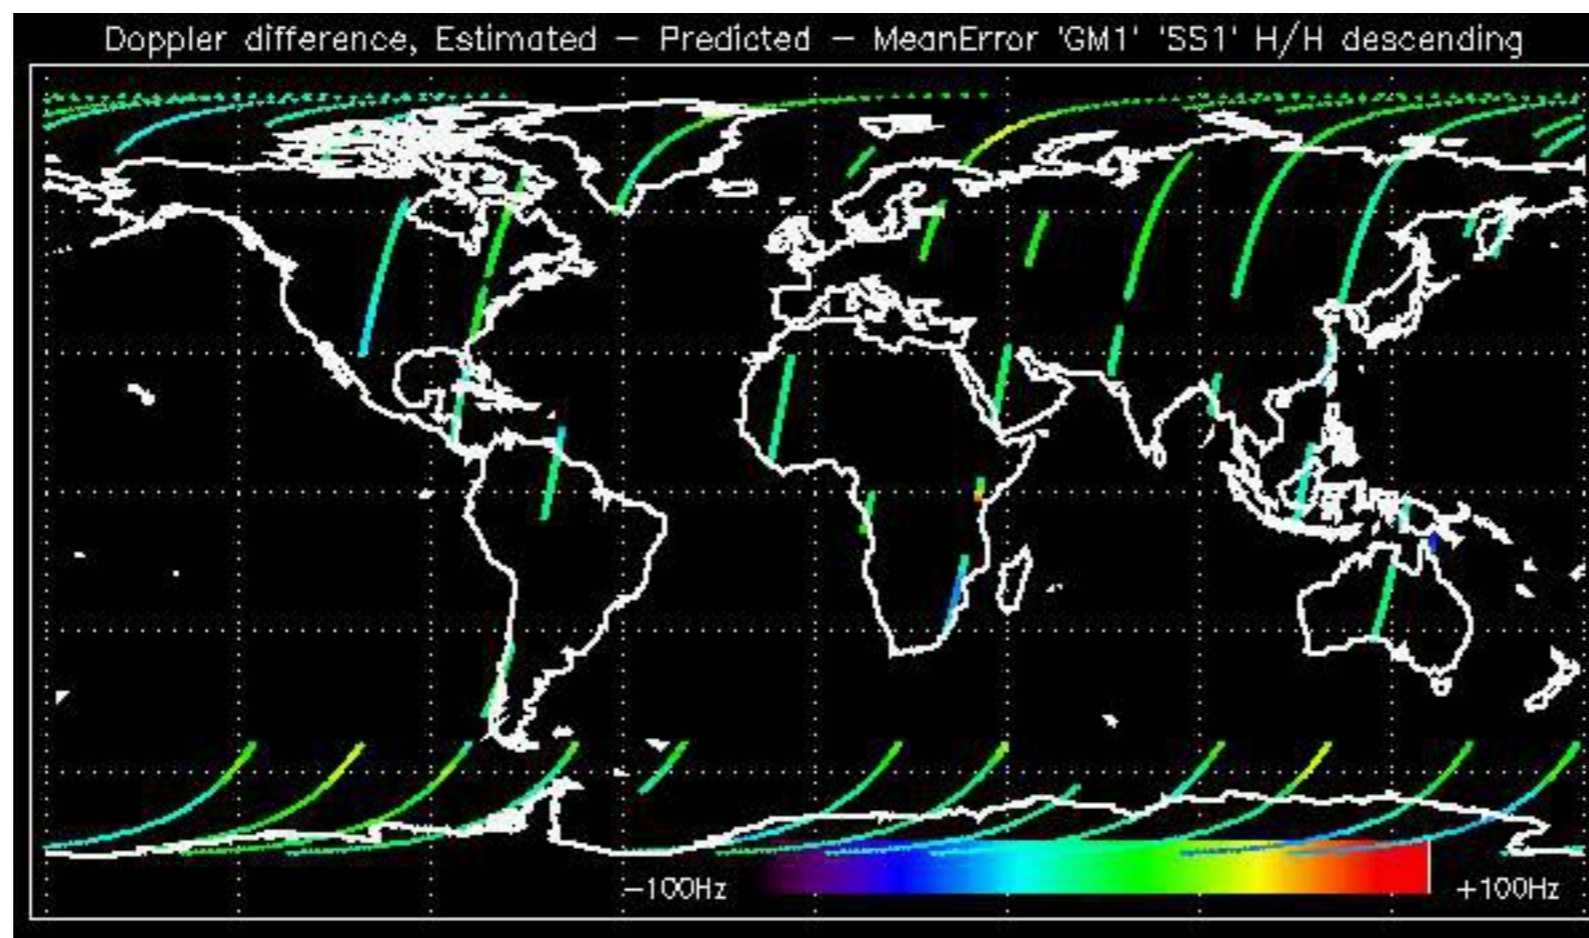 Doppler difference, Estimated – Predicted – MeanError 'GM1' 'SS1' H/H descending
–100Hz
+100Hz